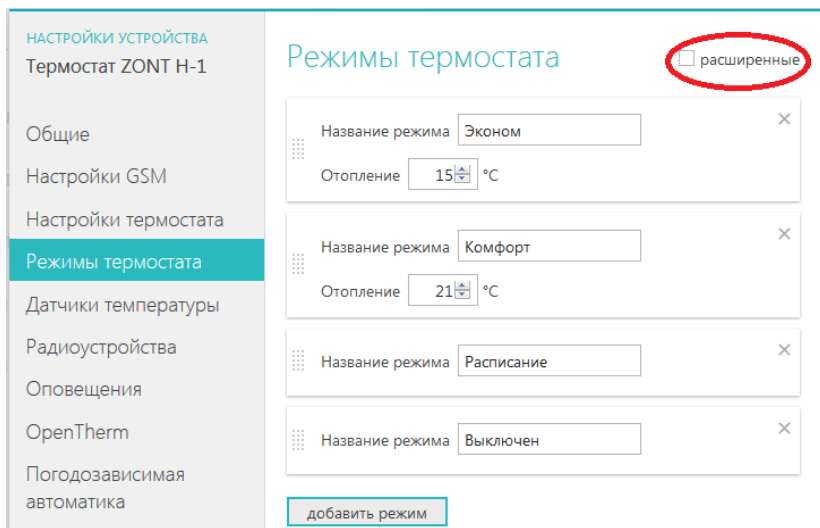 НАСТРОЙКИ УСТРОЙСТВА
Термостат ZONT H-1
Общие
Настройки GSM
Настройки термостата
Режимы термостата
Датчики температуры
Радиоустройства
Оповещения
OpenTherm
Погодозависимая
автоматика
Режимы термостата
расширенные
Название режима Эконом
Отопление 15 °C
Название режима Комфорт
Отопление 21 °C
Название режима Расписание
Название режима Выключен
добавить режим